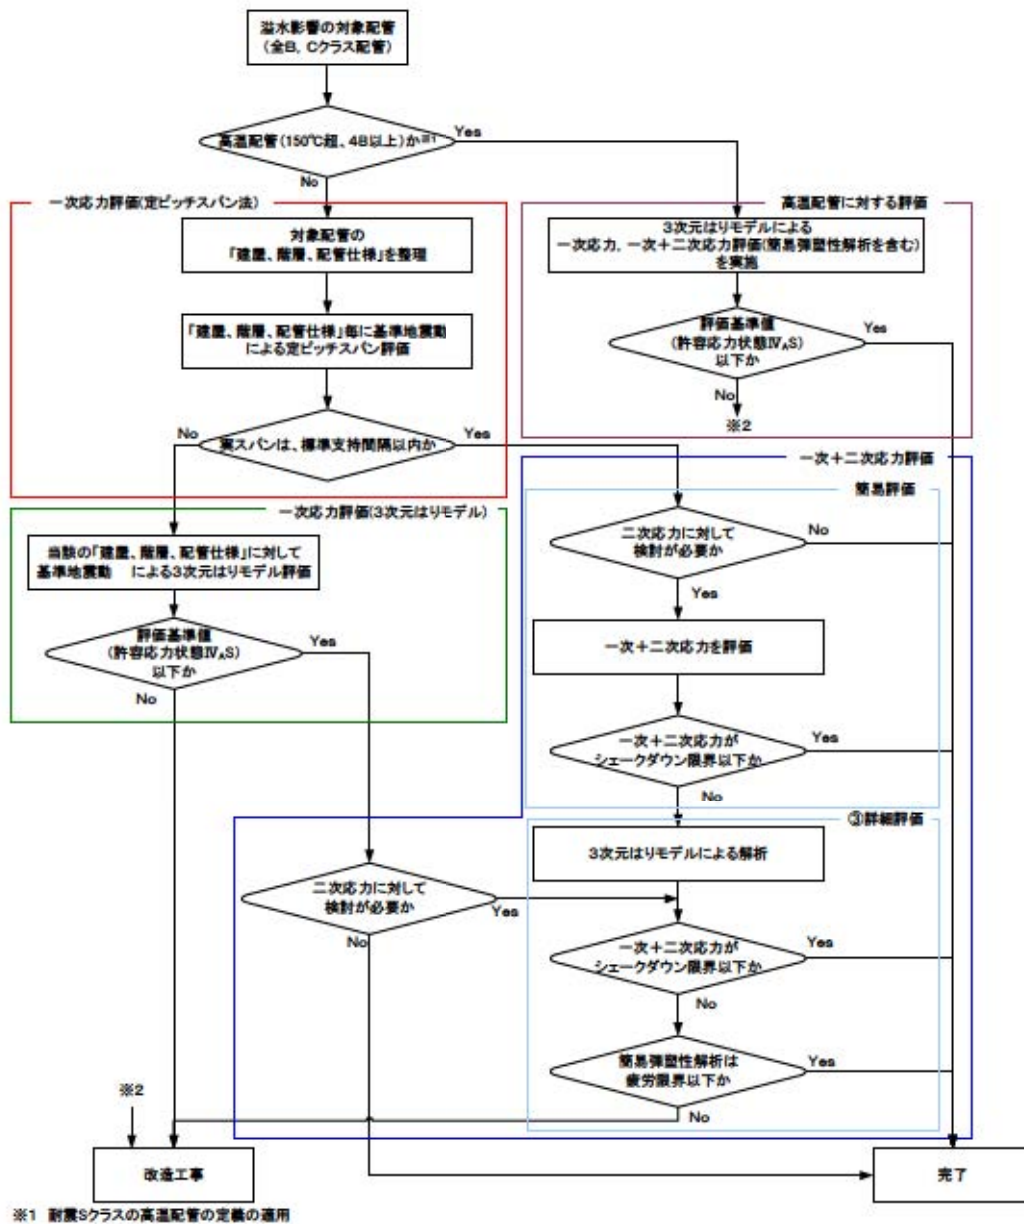 溢水影響の対象配管
(全B, Cクラス配管)
高温配管(150℃超、4B以上)か※1
Yes
No
一次応力評価(定ピッチスパン法)
対象配管の
「建屋、階層、配管仕様」を整理
「建屋、階層、配管仕様」毎に基準地震動
による定ピッチスパン評価
実スパンは、標準支持間隔以内か
No
Yes
高温配管に対する評価
3次元はりモデルによる
一次応力, 一次＋二次応力評価(簡易弾塑性解析を含む)
を実施
評価基準値
(許容応力状態ⅣAS)
以下か
Yes
No
※2
一次応力評価(3次元はりモデル)
当該の「建屋、階層、配管仕様」に対して
基準地震動 による3次元はりモデル評価
評価基準値
(許容応力状態ⅣAS)
以下か
Yes
No
一次＋二次応力評価
簡易評価
二次応力に対して
検討が必要か
No
Yes
一次＋二次応力を評価
一次＋二次応力が
シェークダウン限界以下か
Yes
No
③詳細評価
3次元はりモデルによる解析
二次応力に対して
検討が必要か
Yes
No
一次＋二次応力が
シェークダウン限界以下か
Yes
No
簡易弾塑性解析は
疲労限界以下か
Yes
No
※2
改造工事
完了
※1 耐震Sクラスの高温配管の定義の適用